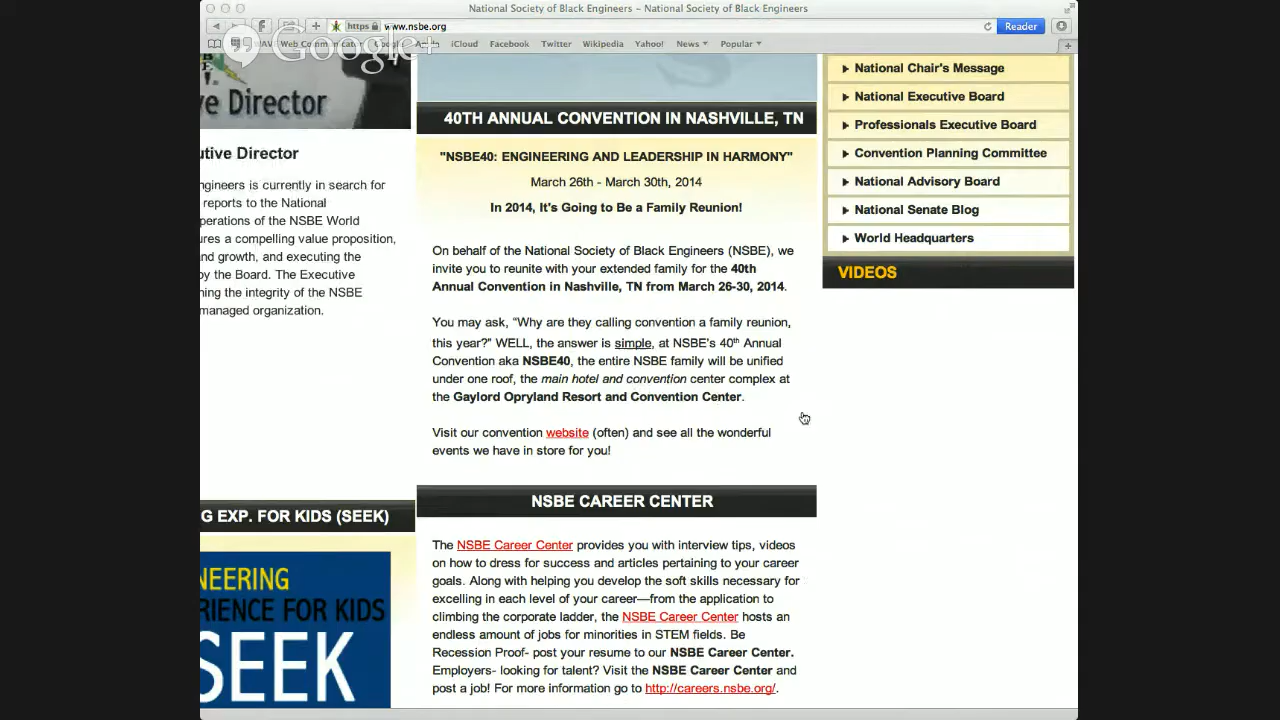 National Society of Black Engineers - National Society of Black Engineers
https www.nsbe.org
Reader
Google+
iCloud Facebook Twitter Wikipedia Yahoo! News Popular
ve Director
utive Director
ngineers is currently in search for
reports to the National
perations of the NSBE World
ures a compelling value proposition,
and growth, and executing the
by the Board. The Executive
ning the integrity of the NSBE
managed organization.
G EXP. FOR KIDS (SEEK)
NEERING
RIENCE FOR KIDS
SEEK
40TH ANNUAL CONVENTION IN NASHVILLE, TN
"NSBE40: ENGINEERING AND LEADERSHIP IN HARMONY"
March 26th - March 30th, 2014
In 2014, It's Going to Be a Family Reunion!
On behalf of the National Society of Black Engineers (NSBE), we
invite you to reunite with your extended family for the 40th
Annual Convention in Nashville, TN from March 26-30, 2014.
You may ask, “Why are they calling convention a family reunion,
this year?” WELL, the answer is simple, at NSBE's 40th Annual
Convention aka NSBE40, the entire NSBE family will be unified
under one roof, the main hotel and convention center complex at
the Gaylord Opryland Resort and Convention Center.
Visit our convention website (often) and see all the wonderful
events we have in store for you!
NSBE CAREER CENTER
The NSBE Career Center provides you with interview tips, videos
on how to dress for success and articles pertaining to your career
goals. Along with helping you develop the soft skills necessary for
excelling in each level of your career—from the application to
climbing the corporate ladder, the NSBE Career Center hosts an
endless amount of jobs for minorities in STEM fields. Be
Recession Proof- post your resume to our NSBE Career Center.
Employers- looking for talent? Visit the NSBE Career Center and
post a job! For more information go to http://careers.nsbe.org/.
National Chair's Message
National Executive Board
Professionals Executive Board
Convention Planning Committee
National Advisory Board
National Senate Blog
World Headquarters
VIDEOS